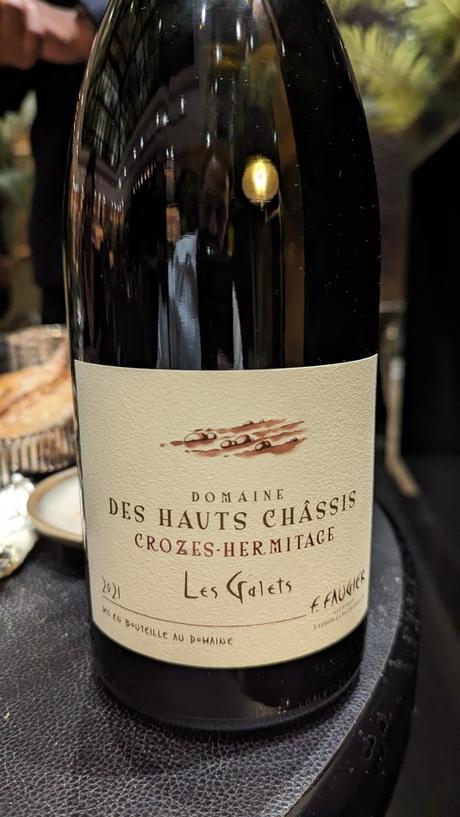 DOMAINE
DES HAUTS CHÂSSIS
CROZES-HERMITAGE
Les Galets
2021
F. FAUGIER
MIS EN BOUTEILLE AU DOMAINE